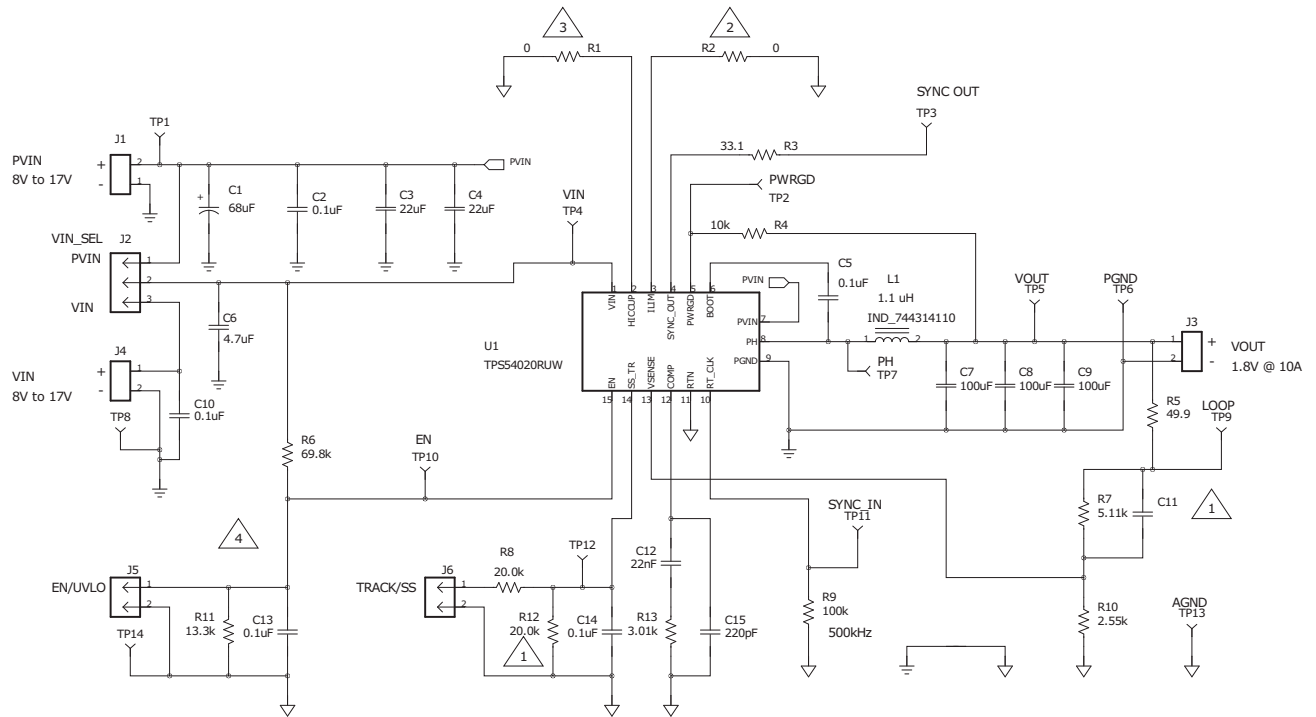 3
2
0
R1
R2
0
SYNC OUT
TP3
TP1
J1
33.1
R3
PVIN
8V to 17V
+
-
2
1
PVIN
PWRGD
TP2
C1
68uF
+
C2
0.1uF
C3
22uF
C4
22uF
VIN
TP4
10k
R4
VIN_SEL
J2
PVIN
1
2
3
VIN
C5
0.1uF
L1
1.1 uH
IND_744314110
PVIN
VOUT
TP5
PGND
TP6
1
2
3
4
5
6
VIN
HICCUP
ILIM
SYNC_OUT
PWRGD
BOOT
PVIN
7
PH
8
PGND
9
1
2
J3
1
2
+
-
VOUT
1.8V @ 10A
C6
4.7uF
U1
TPS54020RUW
PH
TP7
J4
VIN
8V to 17V
+
-
1
2
EN
SS_TR
VSENSE
COMP
RTN
RT_CLK
15
14
13
12
11
10
C7
100uF
C8
100uF
C9
100uF
R5
49.9
LOOP
TP9
TP8
C10
0.1uF
R6
69.8k
EN
TP10
R7
5.11k
C11
1
SYNC_IN
TP11
4
J5
EN/UVLO
1
2
R11
13.3k
C13
0.1uF
TP14
J6
TRACK/SS
1
2
R8
20.0k
TP12
R12
20.0k
1
C14
0.1uF
C12
22nF
R13
3.01k
C15
220pF
R9
100k
500kHz
R10
2.55k
AGND
TP13